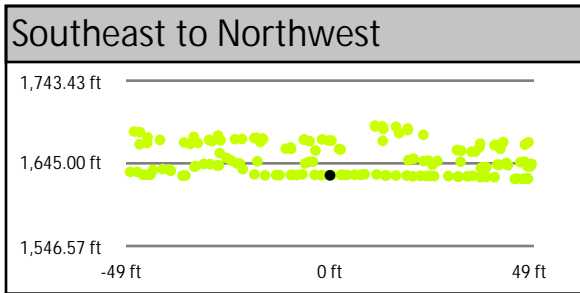 Southeast to Northwest
1,743.43 ft
1,645.00 ft
1,546.57 ft
-49 ft 0 ft 49 ft